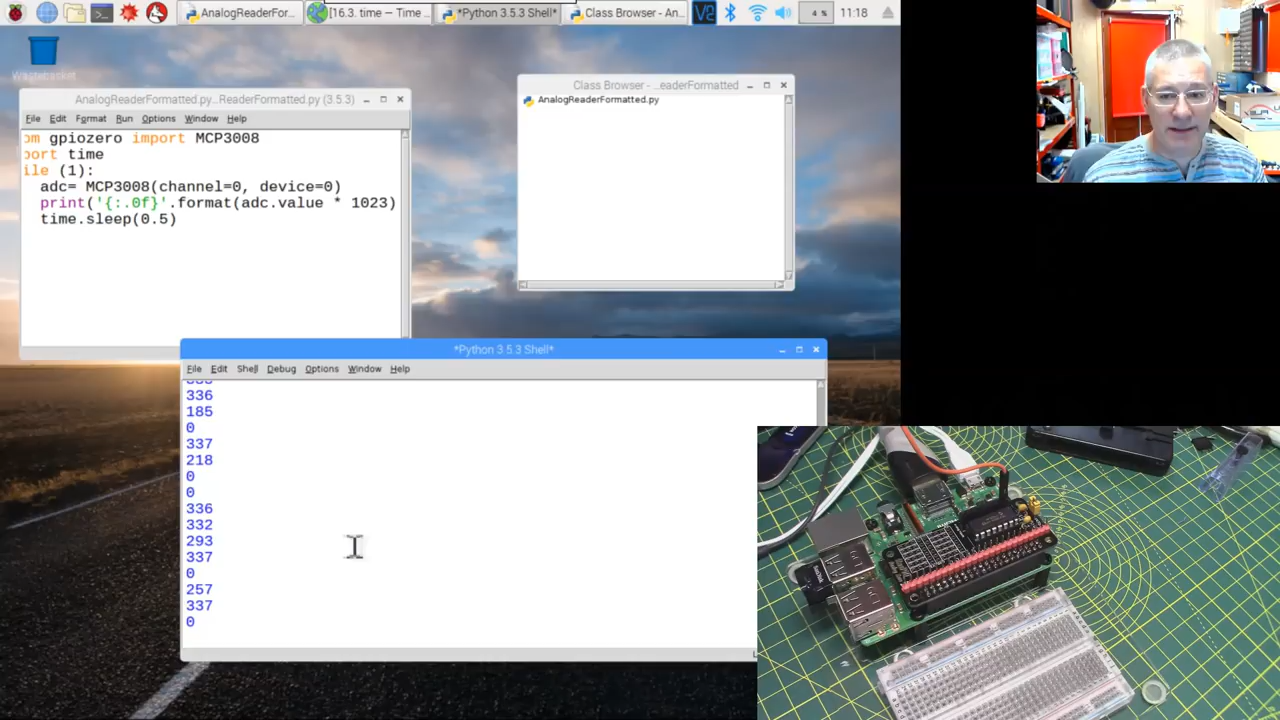 AnalogReaderFor...
[16.3. time — Time ...
*Python 3.5.3 Shell*
Class Browser - An...
V2
4 %
11:18
Wastebasket
AnalogReaderFormatted.py...ReaderFormatted.py (3.5.3)
File Edit Format Run Options Window Help
om gpiozero import MCP3008
port time
ile (1):
adc= MCP3008(channel=0, device=0)
print('{:.0f}'.format(adc.value * 1023)
time.sleep(0.5)
Class Browser - ...eaderFormatted
AnalogReaderFormatted.py
*Python 3.5.3 Shell*
File Edit Shell Debug Options Window Help
336
185
0
337
218
0
0
336
332
293
337
0
257
337
0